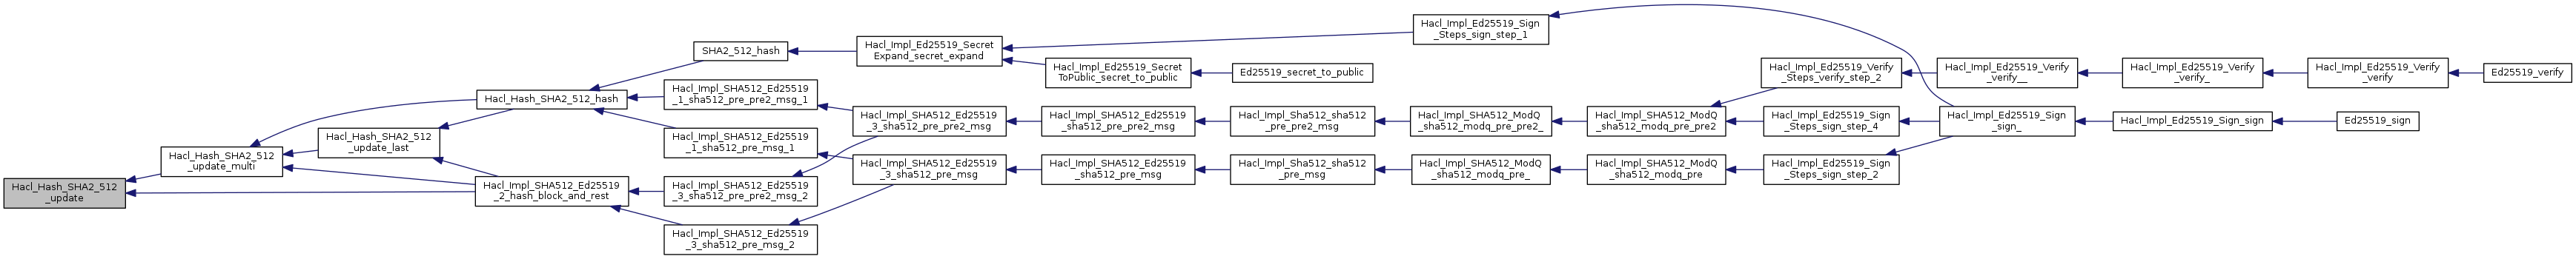 Hacl_Hash_SHA2_512
_update
Hacl_Hash_SHA2_512
_update_multi
Hacl_Hash_SHA2_512
_update_last
Hacl_Hash_SHA2_512_hash
Hacl_Impl_SHA512_Ed25519
_2_hash_block_and_rest
SHA2_512_hash
Hacl_Impl_SHA512_Ed25519
_1_sha512_pre_pre2_msg_1
Hacl_Impl_SHA512_Ed25519
_1_sha512_pre_msg_1
Hacl_Impl_SHA512_Ed25519
_3_sha512_pre_pre2_msg_2
Hacl_Impl_SHA512_Ed25519
_3_sha512_pre_msg_2
Hacl_Impl_Ed25519_Secret
Expand_secret_expand
Hacl_Impl_SHA512_Ed25519
_3_sha512_pre_pre2_msg
Hacl_Impl_SHA512_Ed25519
_3_sha512_pre_msg
Hacl_Impl_Ed25519_Secret
ToPublic_secret_to_public
Hacl_Impl_SHA512_Ed25519
_sha512_pre_pre2_msg
Hacl_Impl_SHA512_Ed25519
_sha512_pre_msg
Ed25519_secret_to_public
Hacl_Impl_Sha512_sha512
_pre_pre2_msg
Hacl_Impl_Sha512_sha512
_pre_msg
Hacl_Impl_Ed25519_Sign
_Steps_sign_step_1
Hacl_Impl_SHA512_ModQ
_sha512_modq_pre_pre2_
Hacl_Impl_SHA512_ModQ
_sha512_modq_pre_
Hacl_Impl_SHA512_ModQ
_sha512_modq_pre_pre2
Hacl_Impl_SHA512_ModQ
_sha512_modq_pre
Hacl_Impl_Ed25519_Verify
_Steps_verify_step_2
Hacl_Impl_Ed25519_Sign
_Steps_sign_step_4
Hacl_Impl_Ed25519_Sign
_Steps_sign_step_2
Hacl_Impl_Ed25519_Verify
_verify__
Hacl_Impl_Ed25519_Sign
_sign_
Hacl_Impl_Ed25519_Verify
_verify_
Hacl_Impl_Ed25519_Sign_sign
Hacl_Impl_Ed25519_Verify
_verify
Ed25519_sign
Ed25519_verify